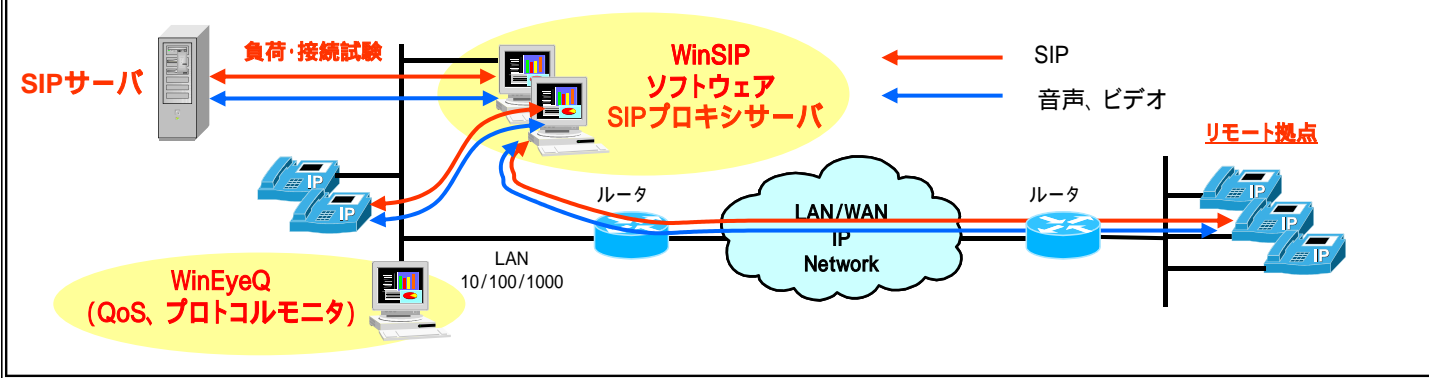 負荷・接続試験
SIPサーバ
WinSIP
ソフトウェア
SIPプロキシサーバ
SIP
音声、ビデオ
リモート拠点
IP
IP
ルータ
LAN/WAN
IP
Network
ルータ
IP
IP
IP
LAN
10/100/1000
WinEyeQ
(QoS、プロトコルモニタ)